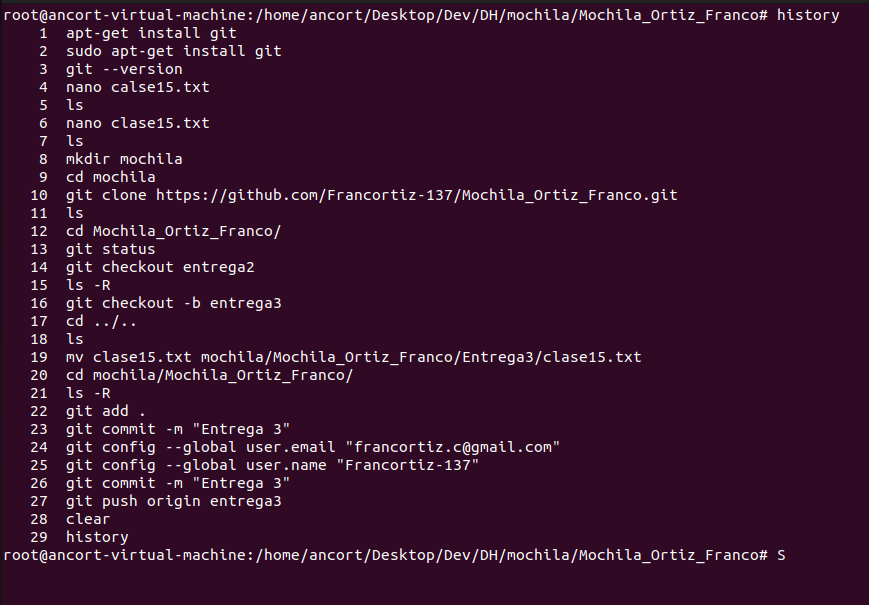 root@ancort-virtual-machine:/home/ancort/Desktop/Dev/DH/mochila/Mochila_Ortiz_Franco# history
1 apt-get install git
2 sudo apt-get install git
3 git --version
4 nano calse15.txt
5 ls
6 nano clase15.txt
7 ls
8 mkdir mochila
9 cd mochila
10 git clone https://github.com/Francortiz-137/Mochila_Ortiz_Franco.git
11 ls
12 cd Mochila_Ortiz_Franco/
13 git status
14 git checkout entrega2
15 ls -R
16 git checkout -b entrega3
17 cd ../..
18 ls
19 mv clase15.txt mochila/Mochila_Ortiz_Franco/Entrega3/clase15.txt
20 cd mochila/Mochila_Ortiz_Franco/
21 ls -R
22 git add .
23 git commit -m "Entrega 3"
24 git config --global user.email "francortiz.c@gmail.com"
25 git config --global user.name "Francortiz-137"
26 git commit -m "Entrega 3"
27 git push origin entrega3
28 clear
29 history
root@ancort-virtual-machine:/home/ancort/Desktop/Dev/DH/mochila/Mochila_Ortiz_Franco# S